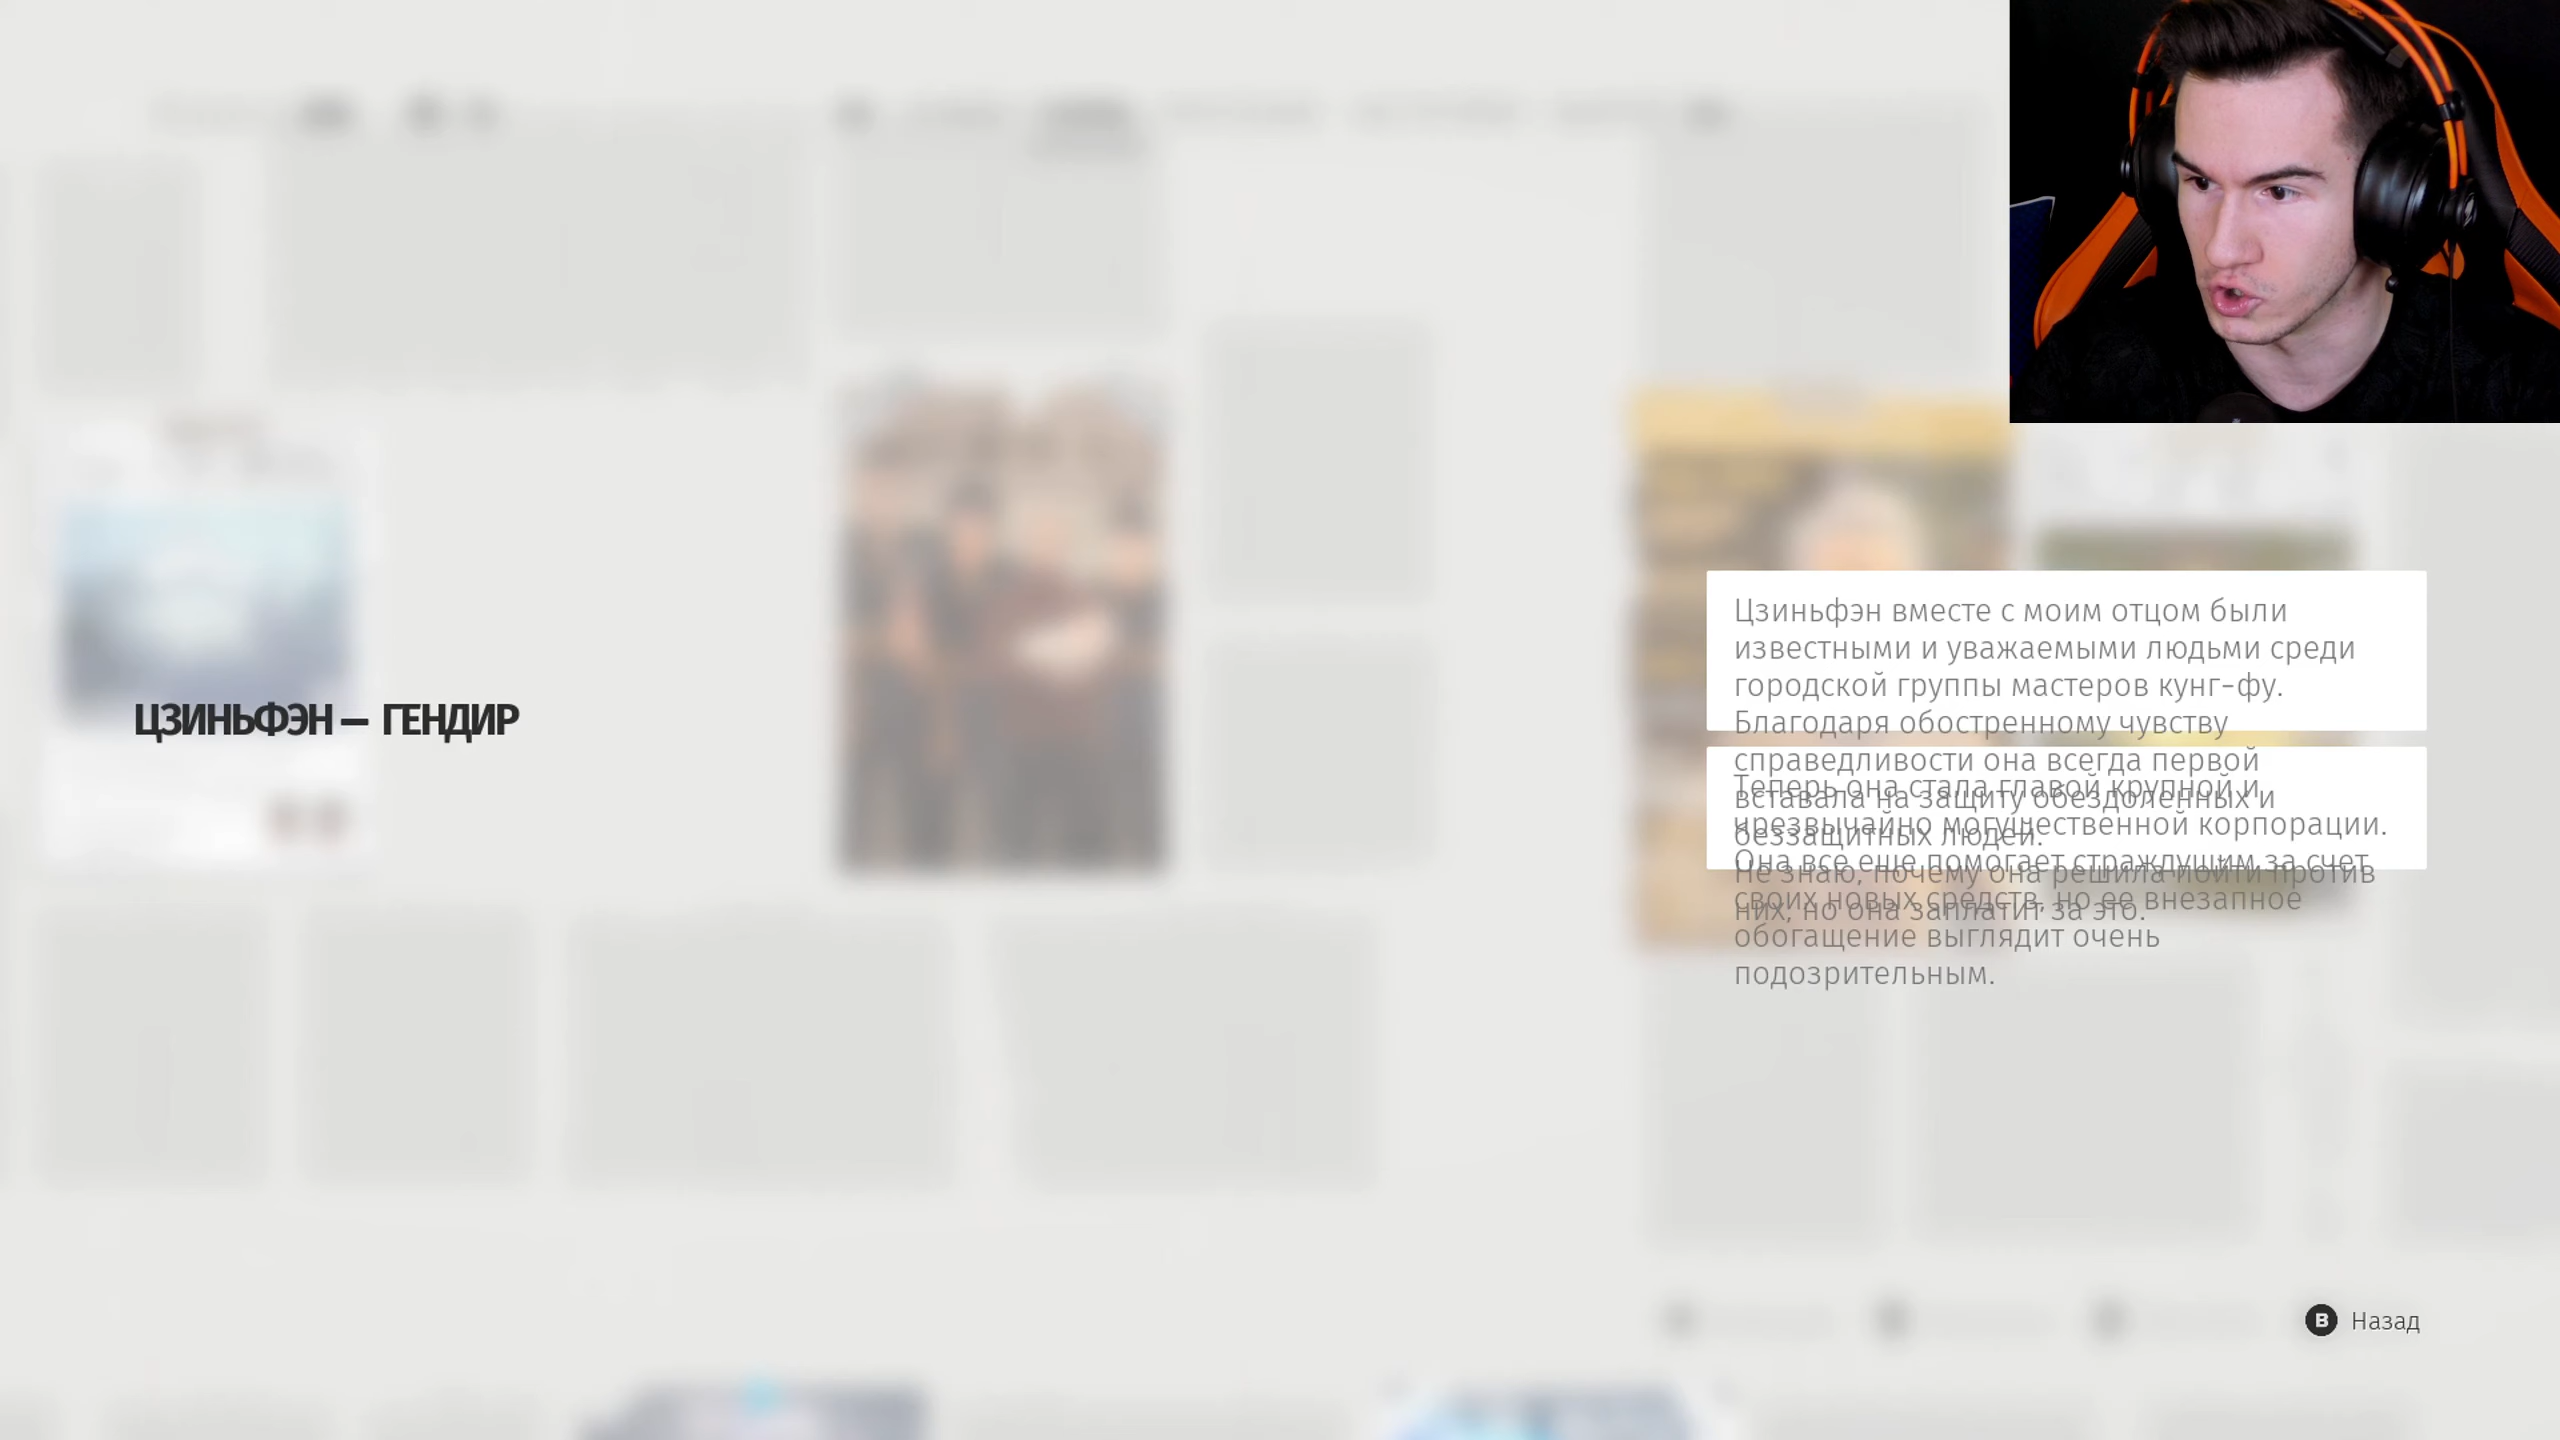 ЦЗИНЬФЭН — ГЕНДИР
Цзиньфэн вместе с моим отцом были
известными и уважаемыми людьми среди
городской группы мастеров кунг-фу.
Благодаря обостренному чувству
справедливости она всегда первой
вставала на защиту обездоленных и
беззащитных людей.
Не знаю, почему она решила пойти против
них, но она заплатит за это.
Теперь она стала главой крупной и
чрезвычайно могущественной корпорации.
Она все еще помогает страждущим за счет
своих новых средств, но ее внезапное
обогащение выглядит очень
подозрительным.
B Назад